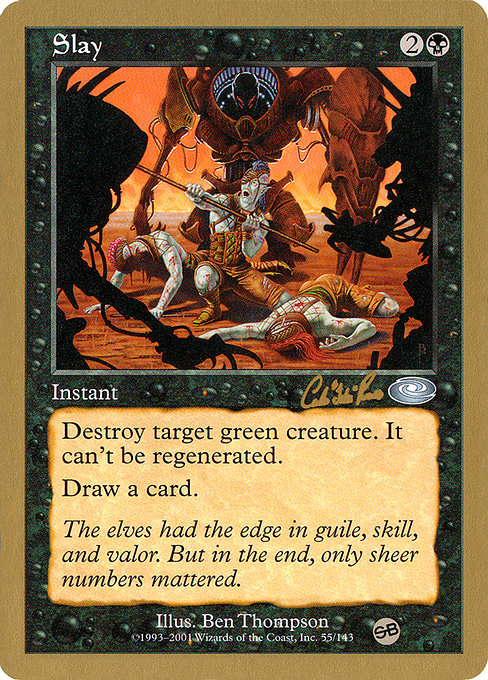 Slay 2
Instant
Destroy target green creature. It
can't be regenerated.
Draw a card.
The elves had the edge in guile, skill,
and valor. But in the end, only sheer
numbers mattered.
Illus. Ben Thompson
©1993–2001 Wizards of the Coast, Inc. 55/143
SB